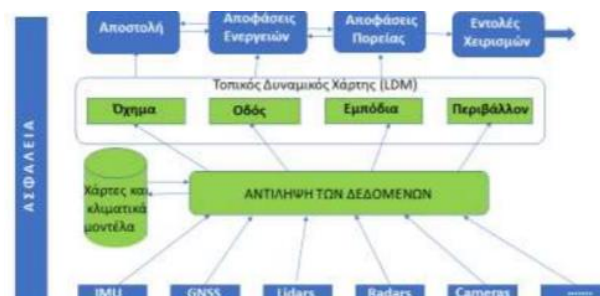 Αποστολή
Αποφάσεις
Ενεργειών
Αποφάσεις
Πορείας
Εντολές
Χειρισμών
Τοπικός Δυναμικός Χάρτης (LDM)
Όχημα
Οδός
Εμπόδια
Περιβάλλον
ΑΣΦΑΛΕΙΑ
Χάρτες και
κλιματικά
μοντέλα
ΑΝΤΙΛΗΨΗ ΤΩΝ ΔΕΔΟΜΕΝΩΝ
IMU
GNSS
Lidars
Radars
Cameras